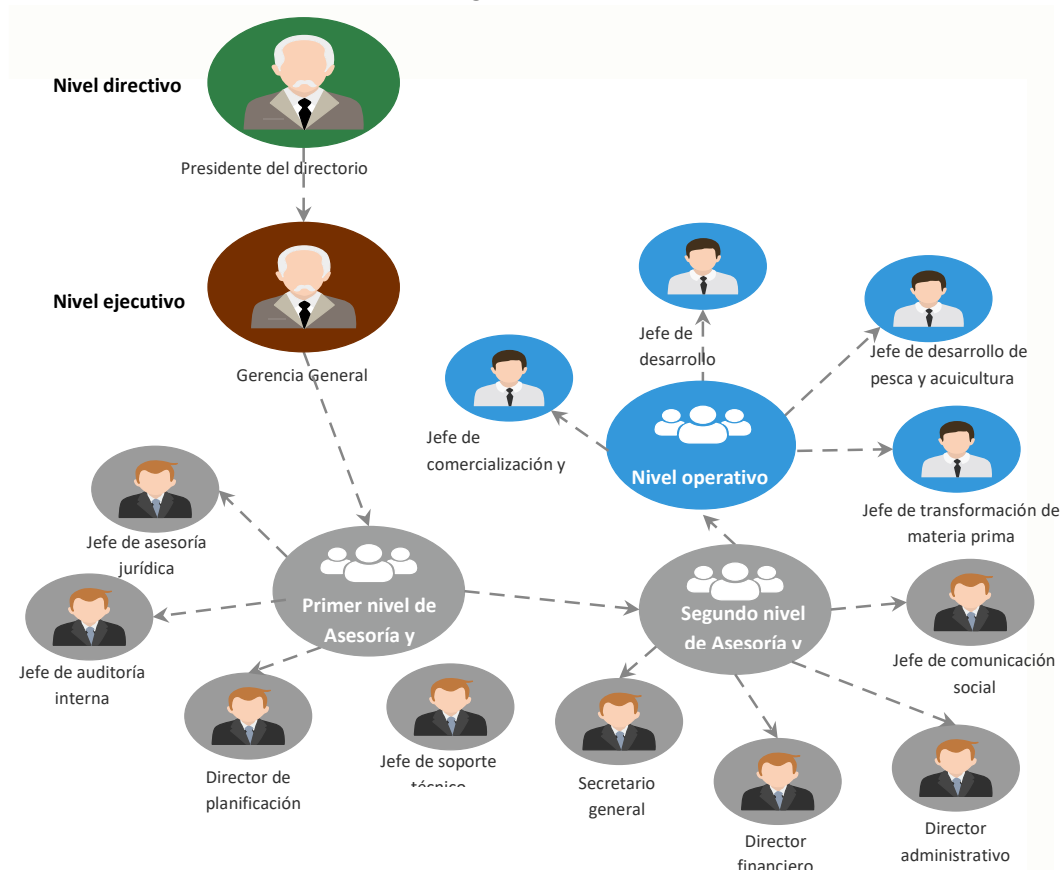 Nivel directivo
Presidente del directorio
Nivel ejecutivo
Gerencia General
Jefe de
desarrollo
Jefe de desarrollo de
pesca y acuicultura
Jefe de
comercialización y
Nivel operativo
Jefe de transformación de
materia prima
Jefe de asesoría
jurídica
Primer nivel de
Asesoría y
Segundo nivel
de Asesoría y
Jefe de auditoría
interna
Jefe de comunicación
social
Director de
planificación
Jefe de soporte
técnico
Secretario
general
Director
financiero
Director
administrativo